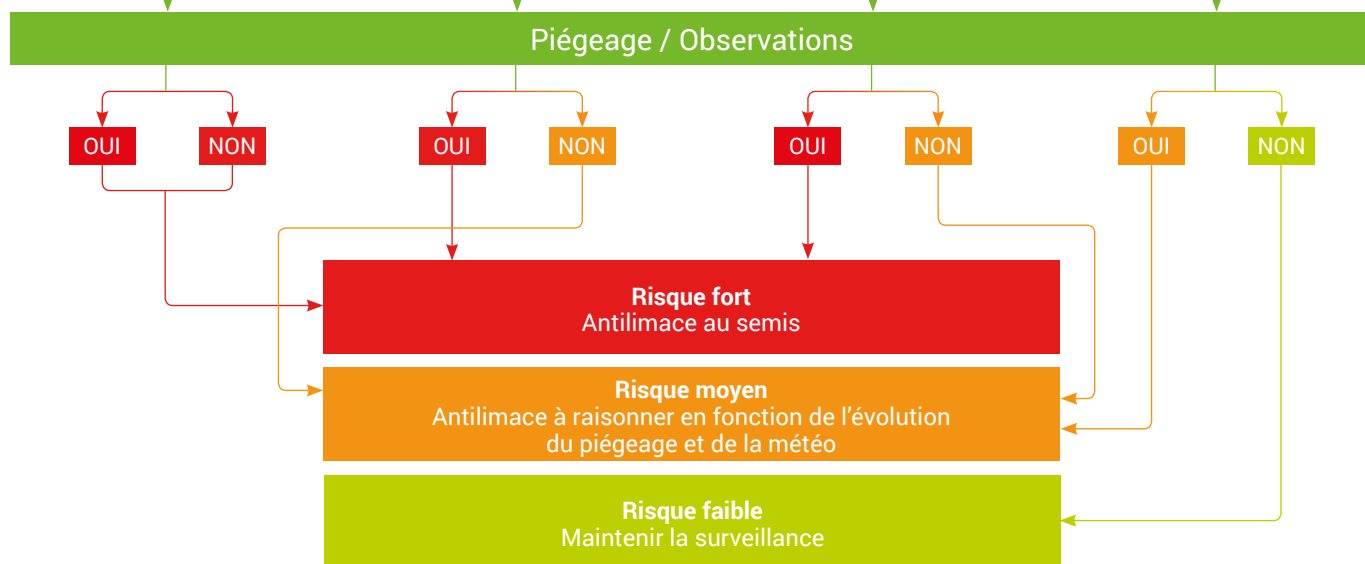 Piégeage / Observations
OUI
NON
OUI
NON
OUI
NON
OUI
NON
Risque fort
Antilimace au semis
Risque moyen
Antilimace à raisonner en fonction de l’évolution
du piégeage et de la météo
Risque faible
Maintenir la surveillance